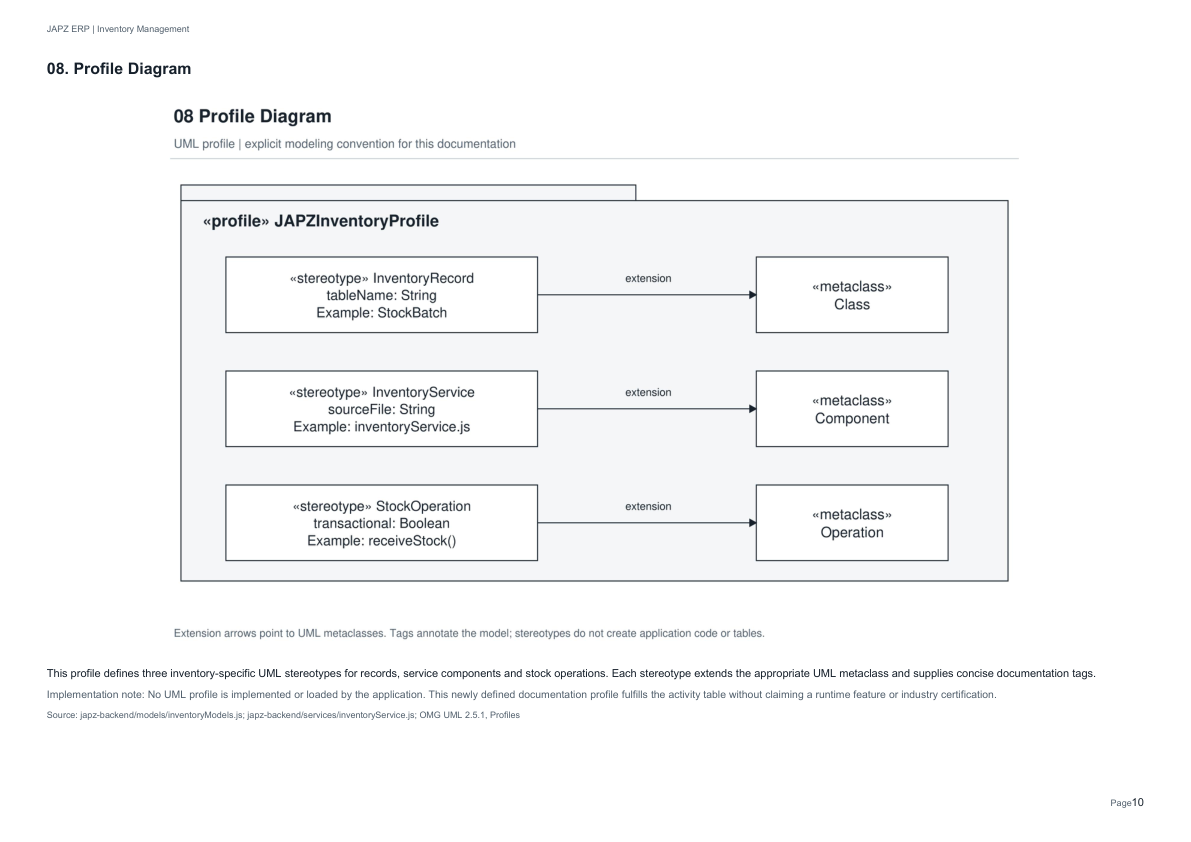 JAPZ ERP | Inventory Management
08. Profile Diagram
08 Profile Diagram
UML profile | explicit modeling convention for this documentation
«profile» JAPZInventoryProfile
«stereotype» InventoryRecord
tableName: String
Example: StockBatch
extension
«metaclass»
Class
«stereotype» InventoryService
sourceFile: String
Example: inventoryService.js
extension
«metaclass»
Component
«stereotype» StockOperation
transactional: Boolean
Example: receiveStock()
extension
«metaclass»
Operation
Extension arrows point to UML metaclasses. Tags annotate the model; stereotypes do not create application code or tables.
This profile defines three inventory-specific UML stereotypes for records, service components and stock operations. Each stereotype extends the appropriate UML metaclass and supplies concise documentation tags.
Implementation note: No UML profile is implemented or loaded by the application. This newly defined documentation profile fulfills the activity table without claiming a runtime feature or industry certification.
Source: japz-backend/models/inventoryModels.js; japz-backend/services/inventoryService.js; OMG UML 2.5.1, Profiles
Page10